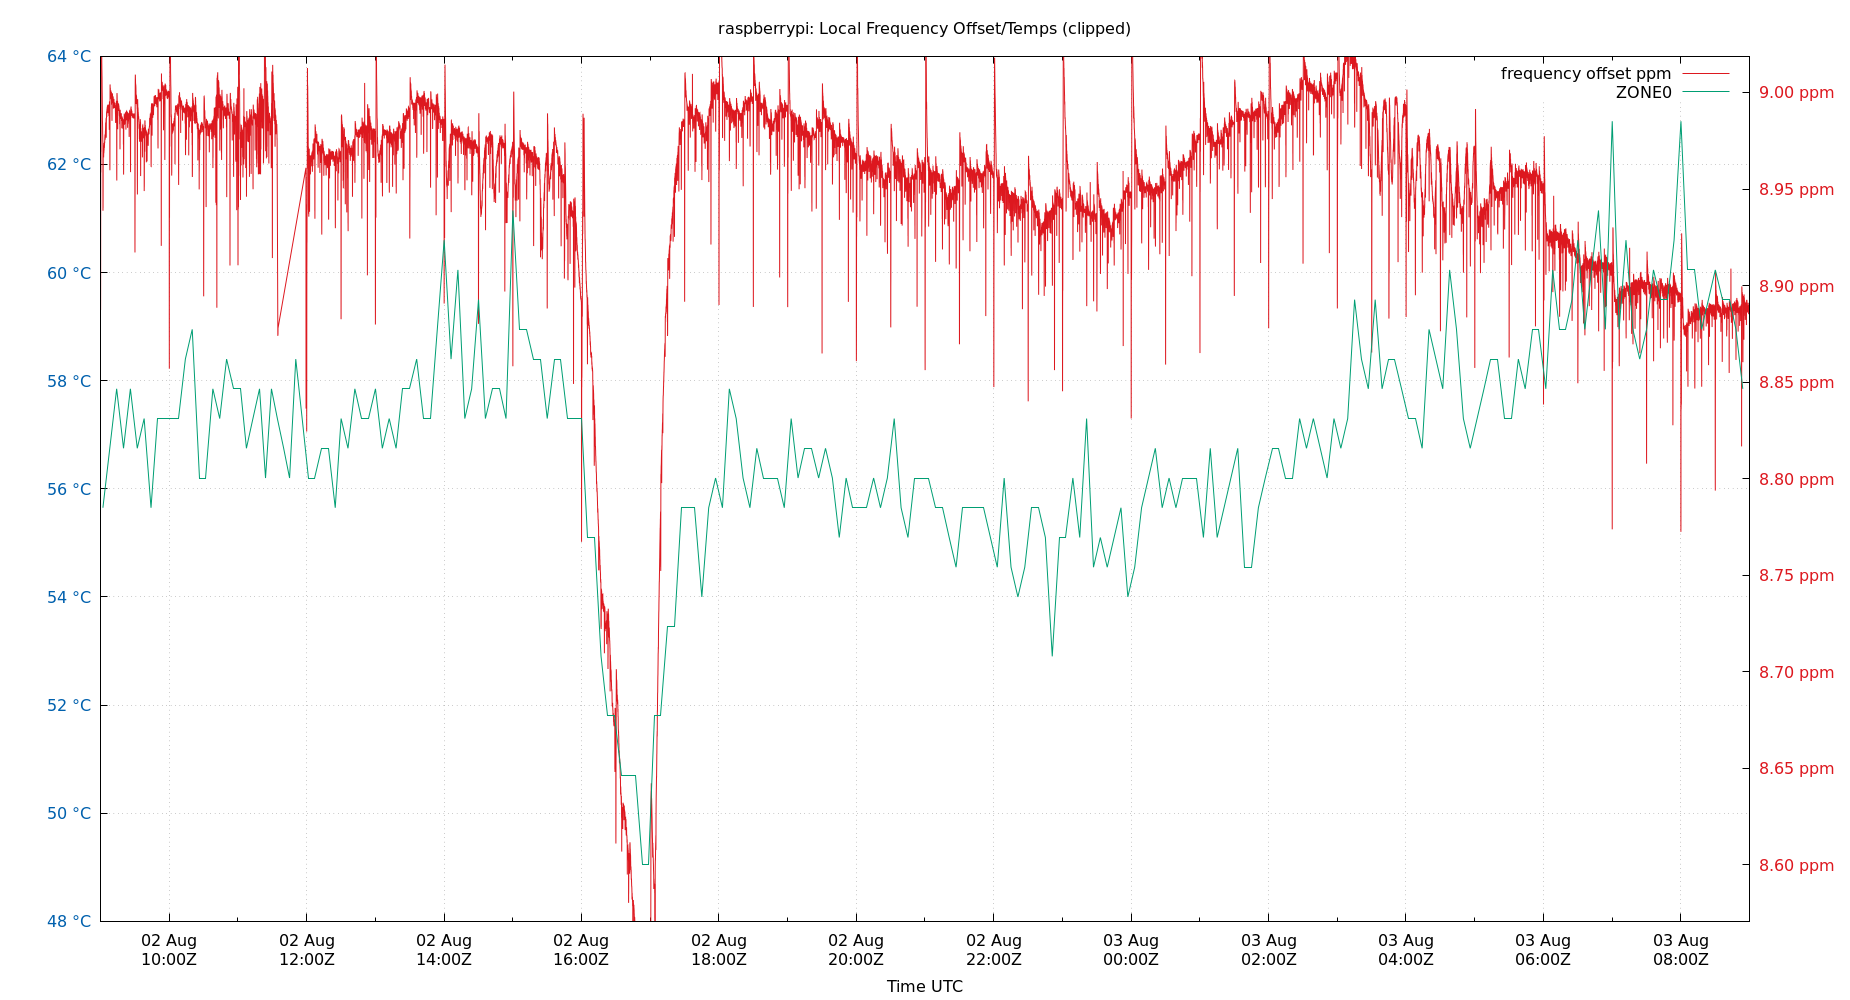 raspberrypi: Local Frequency Offset/Temps (clipped)
frequency offset ppm
ZONE0
64 °C
62 °C
60 °C
58 °C
56 °C
54 °C
52 °C
50 °C
48 °C
9.00 ppm
8.95 ppm
8.90 ppm
8.85 ppm
8.80 ppm
8.75 ppm
8.70 ppm
8.65 ppm
8.60 ppm
02 Aug 02 Aug 02 Aug 02 Aug 02 Aug 02 Aug 02 Aug 03 Aug 03 Aug 03 Aug 03 Aug 03 Aug
10:00Z 12:00Z 14:00Z 16:00Z 18:00Z 20:00Z 22:00Z 00:00Z 02:00Z 04:00Z 06:00Z 08:00Z
Time UTC